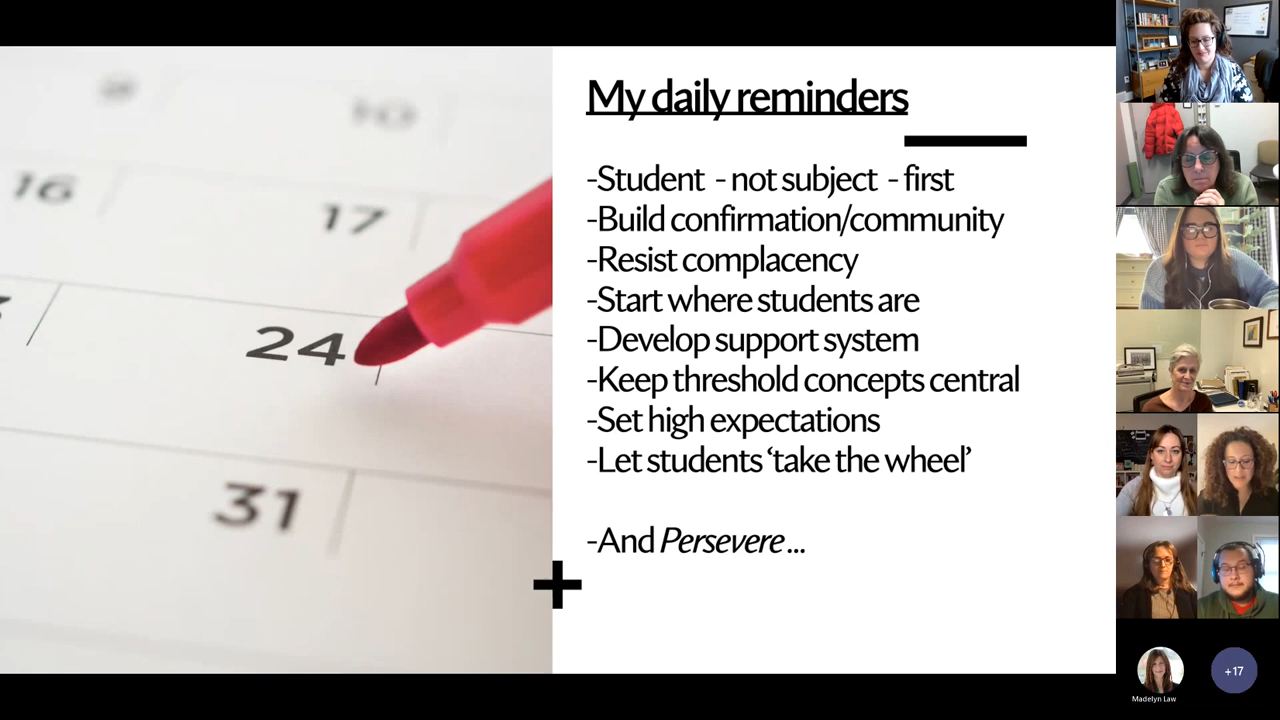 My daily reminders
-Student - not subject - first
-Build confirmation/community
-Resist complacency
-Start where students are
-Develop support system
-Keep threshold concepts central
-Set high expectations
-Let students ‘take the wheel’
-And Persevere ...
9
10
16
17
24
31
Madelyn Law
+17